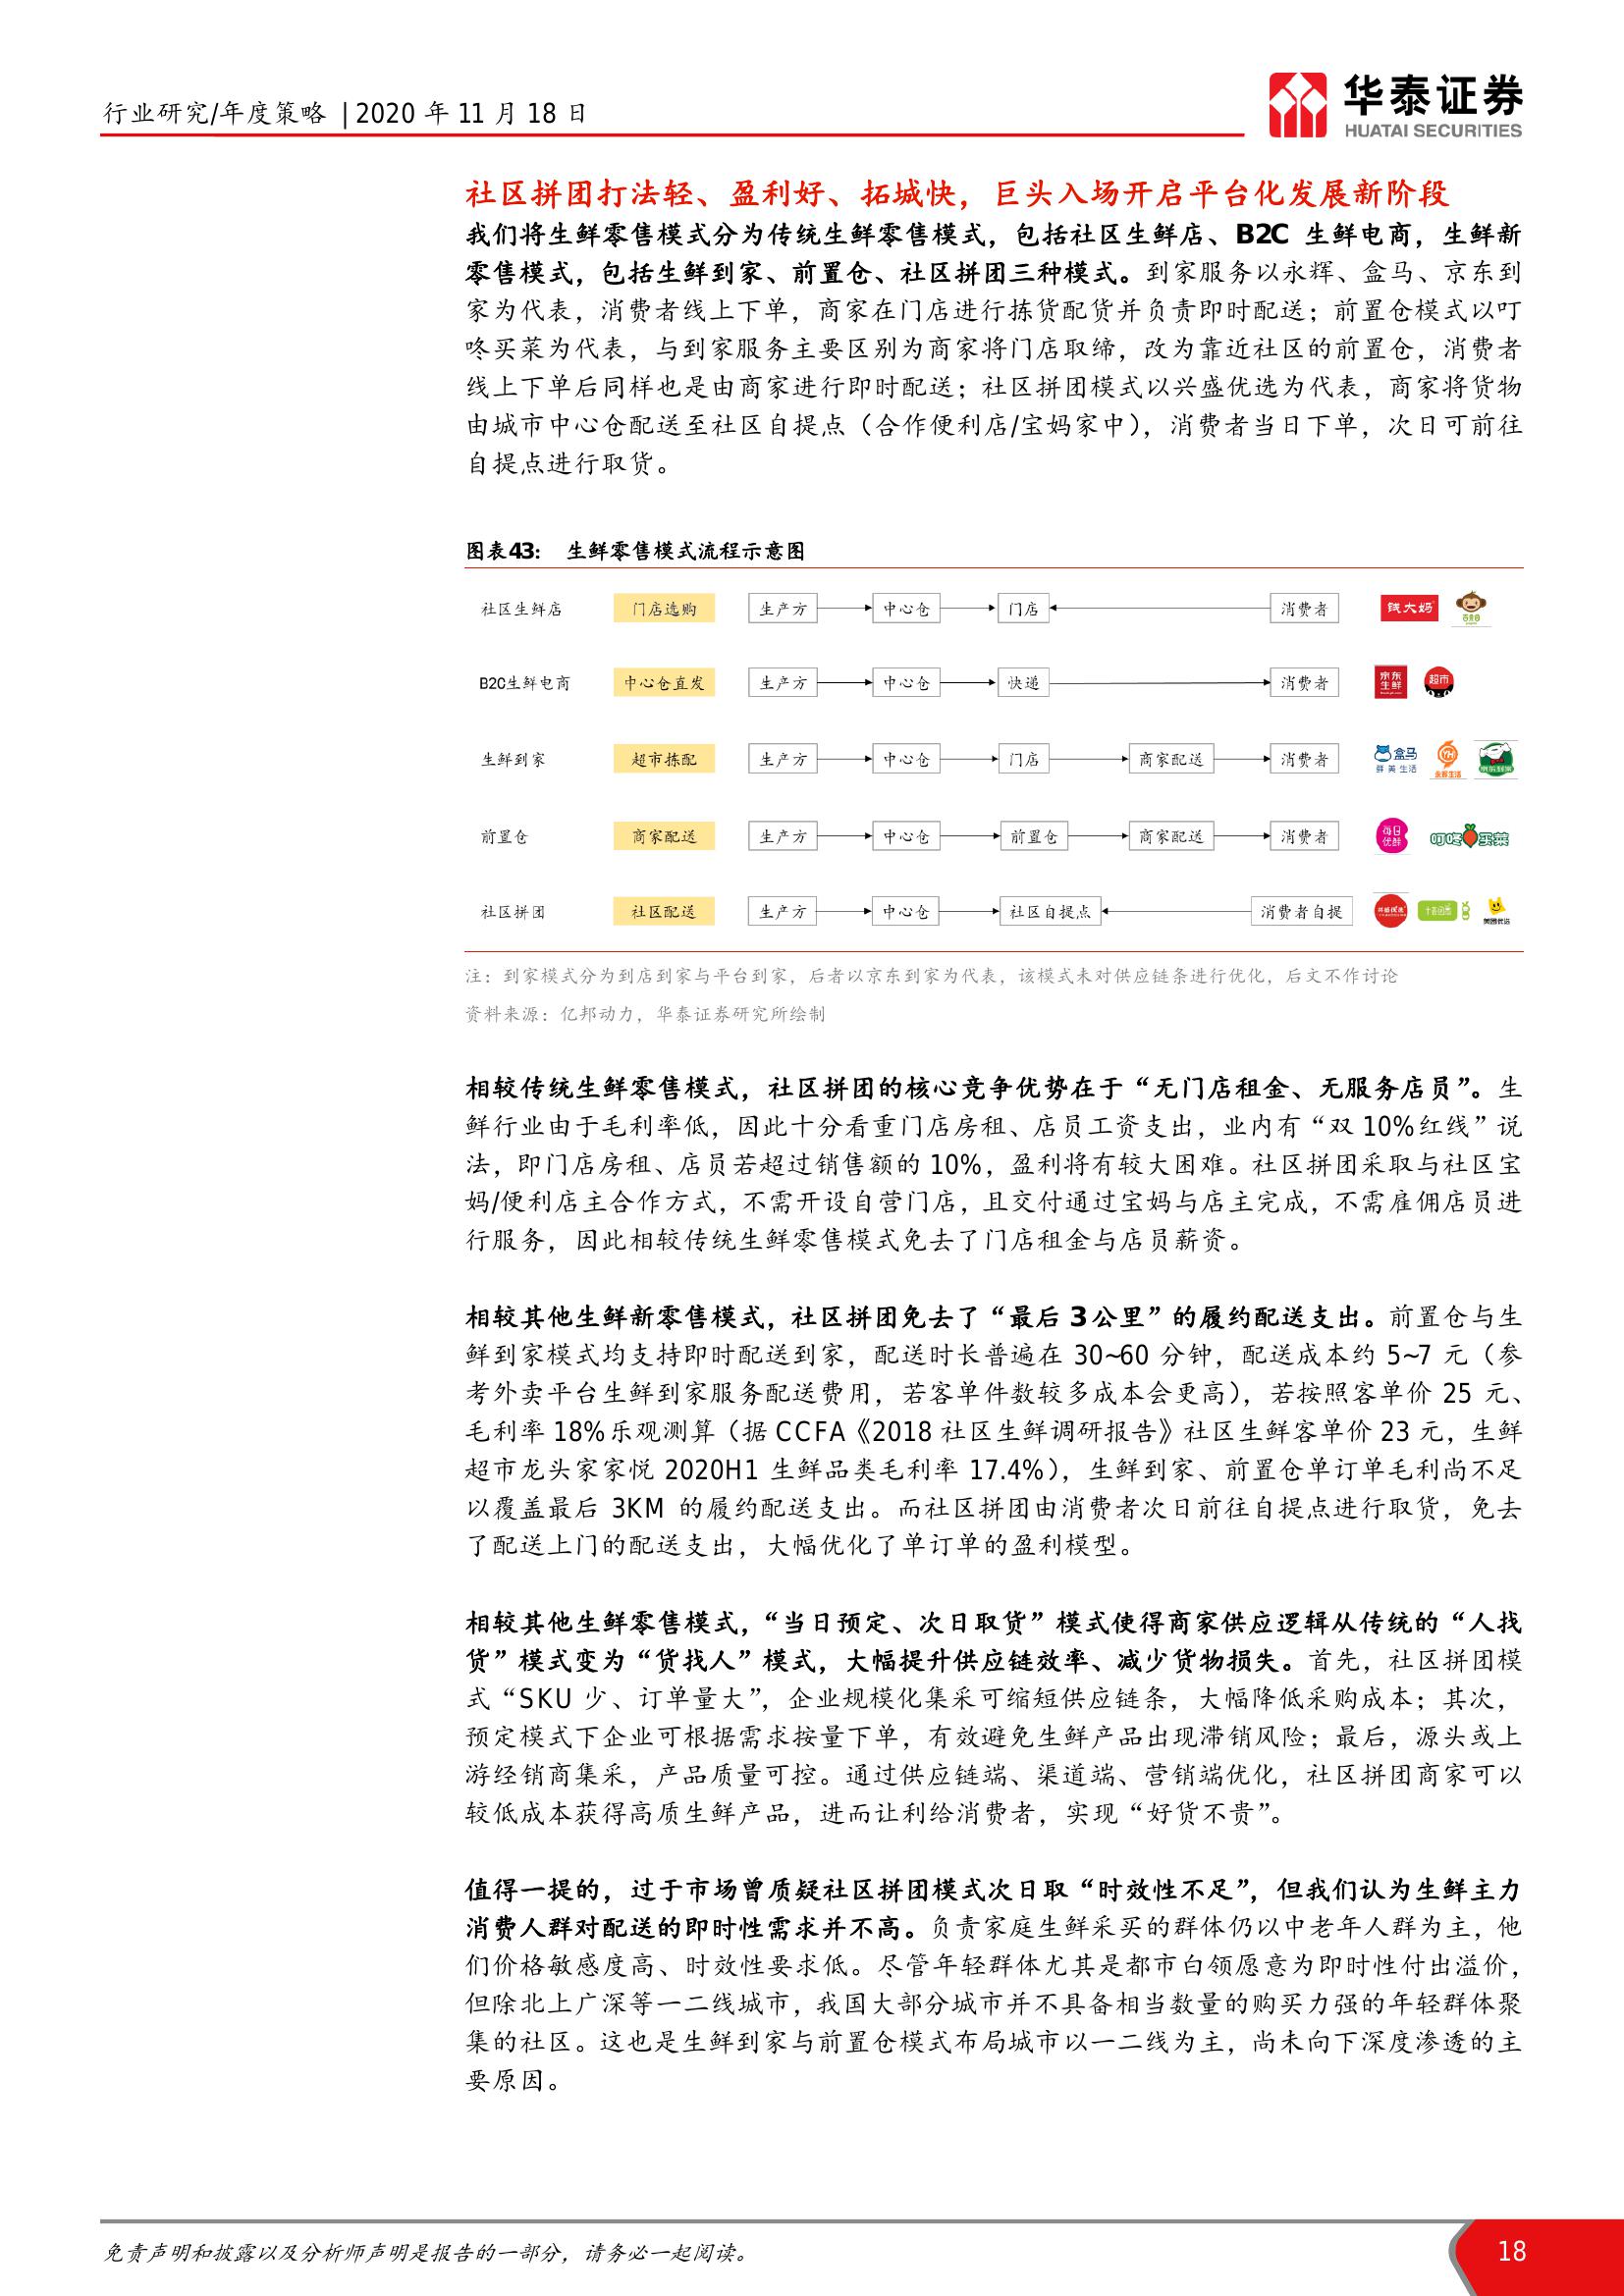 行业研究/年度策略 | 2020 年 11 月 18 日
华泰证券
HUATAI SECURITIES
社区拼团打法轻、盈利好、拓城快，巨头入场开启平台化发展新阶段
我们将生鲜零售模式分为传统生鲜零售模式，包括社区生鲜店、B2C 生鲜电商，生鲜新
零售模式，包括生鲜到家、前置仓、社区拼团三种模式。到家服务以永辉、盒马、京东到
家为代表，消费者线上下单，商家在门店进行拣货配货并负责即时配送；前置仓模式以叮
咚买菜为代表，与到家服务主要区别为商家将门店取缔，改为靠近社区的前置仓，消费者
线上下单后同样也是由商家进行即时配送；社区拼团模式以兴盛优选为代表，商家将货物
由城市中心仓配送至社区自提点（合作便利店/宝妈家中），消费者当日下单，次日可前往
自提点进行取货。
图表43： 生鲜零售模式流程示意图
社区生鲜店 门店选购 生产方 中心仓 门店 消费者 钱大妈
B2C生鲜电商 中心仓直发 生产方 中心仓 快递 消费者 京东生鲜 超市
生鲜到家 超市拣配 生产方 中心仓 门店 商家配送 消费者 盒马 鲜美生活 永辉生活 京东到家
前置仓 商家配送 生产方 中心仓 前置仓 商家配送 消费者 每日优鲜 叮咚买菜
社区拼团 社区配送 生产方 中心仓 社区自提点 消费者自提 兴盛优选 十荟团 美团优选
注：到家模式分为到店到家与平台到家，后者以京东到家为代表，该模式未对供应链条进行优化，后文不作讨论
资料来源：亿邦动力，华泰证券研究所绘制
相较传统生鲜零售模式，社区拼团的核心竞争优势在于“无门店租金、无服务店员”。生
鲜行业由于毛利率低，因此十分看重门店房租、店员工资支出，业内有“双 10%红线”说
法，即门店房租、店员若超过销售额的 10%，盈利将有较大困难。社区拼团采取与社区宝
妈/便利店主合作方式，不需开设自营门店，且交付通过宝妈与店主完成，不需雇佣店员进
行服务，因此相较传统生鲜零售模式免去了门店租金与店员薪资。
相较其他生鲜新零售模式，社区拼团免去了“最后 3 公里”的履约配送支出。前置仓与生
鲜到家模式均支持即时配送到家，配送时长普遍在 30~60 分钟，配送成本约 5~7 元（参
考外卖平台生鲜到家服务配送费用，若客单件数较多成本会更高），若按照客单价 25 元、
毛利率 18%乐观测算（据 CCFA《2018 社区生鲜调研报告》社区生鲜客单价 23 元，生鲜
超市龙头家家悦 2020H1 生鲜品类毛利率 17.4%），生鲜到家、前置仓单订单毛利尚不足
以覆盖最后 3KM 的履约配送支出。而社区拼团由消费者次日前往自提点进行取货，免去
了配送上门的配送支出，大幅优化了单订单的盈利模型。
相较其他生鲜零售模式，“当日预定、次日取货”模式使得商家供应逻辑从传统的“人找
货”模式变为“货找人”模式，大幅提升供应链效率、减少货物损失。首先，社区拼团模
式“SKU 少、订单量大”，企业规模化集采可缩短供应链条，大幅降低采购成本；其次，
预定模式下企业可根据需求按量下单，有效避免生鲜产品出现滞销风险；最后，源头或上
游经销商集采，产品质量可控。通过供应链端、渠道端、营销端优化，社区拼团商家可以
较低成本获得高质生鲜产品，进而让利给消费者，实现“好货不贵”。
值得一提的，过于市场曾质疑社区拼团模式次日取“时效性不足”，但我们认为生鲜主力
消费人群对配送的即时性需求并不高。负责家庭生鲜采买的群体仍以中老年人群为主，他
们价格敏感度高、时效性要求低。尽管年轻群体尤其是都市白领愿意为即时性付出溢价，
但除北上广深等一二线城市，我国大部分城市并不具备相当数量的购买力强的年轻群体聚
集的社区。这也是生鲜到家与前置仓模式布局城市以一二线为主，尚未向下深度渗透的主
要原因。
免责声明和披露以及分析师声明是报告的一部分，请务必一起阅读。
18